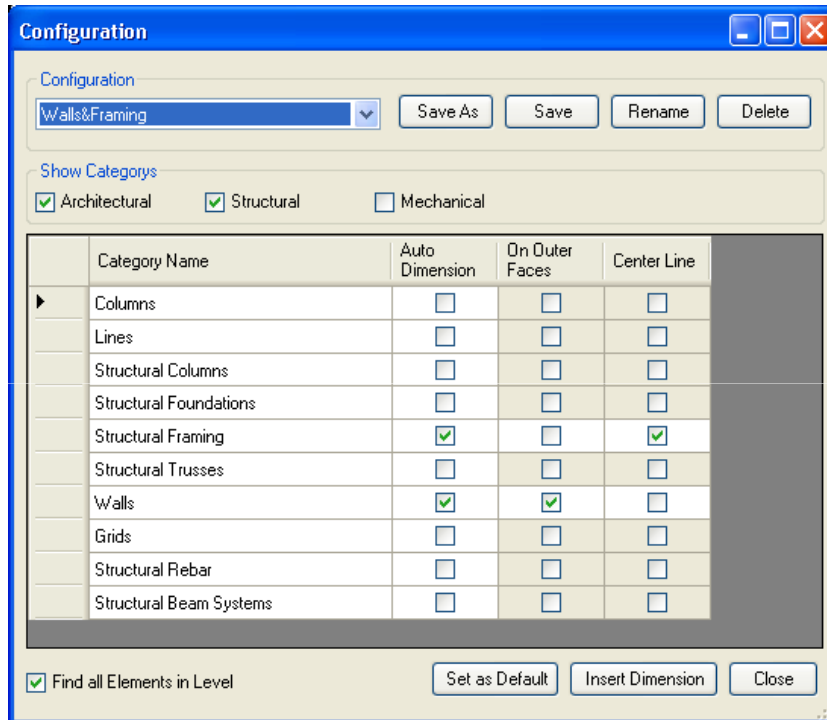 Configuration
Configuration
Walls&Framing Save As Save Rename Delete
Show Categorys
Architectural Structural Mechanical
Category Name Auto Dimension On Outer Faces Center Line
Columns
Lines
Structural Columns
Structural Foundations
Structural Framing
Structural Trusses
Walls
Grids
Structural Rebar
Structural Beam Systems
Find all Elements in Level Set as Default Insert Dimension Close